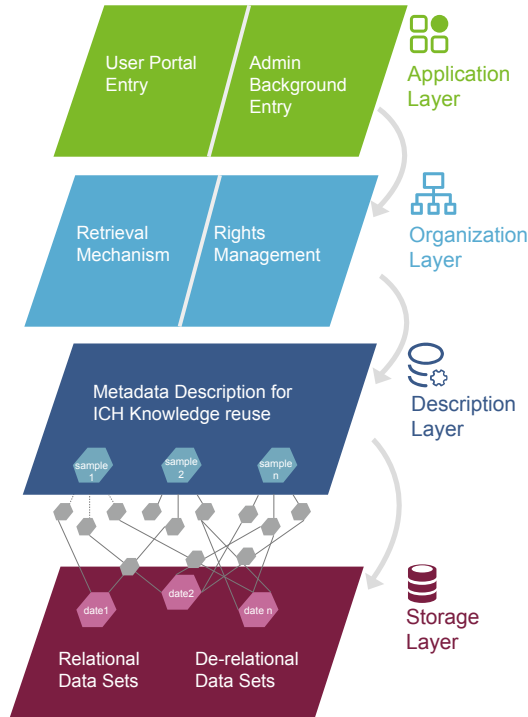 User Portal
Entry
Admin
Background
Entry
Application
Layer
Retrieval
Mechanism
Rights
Management
Organization
Layer
Metadata Description for
ICH Knowledge reuse
sample
1
sample
2
sample
n
Description
Layer
date1
date2
date n
Relational
Data Sets
De-relational
Data Sets
Storage
Layer